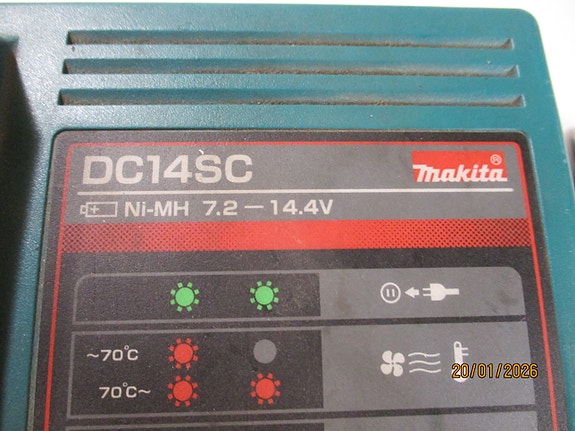 DC14SC
makita®
Ni-MH 7.2－14.4V
~70℃
70℃~
20/01/2026